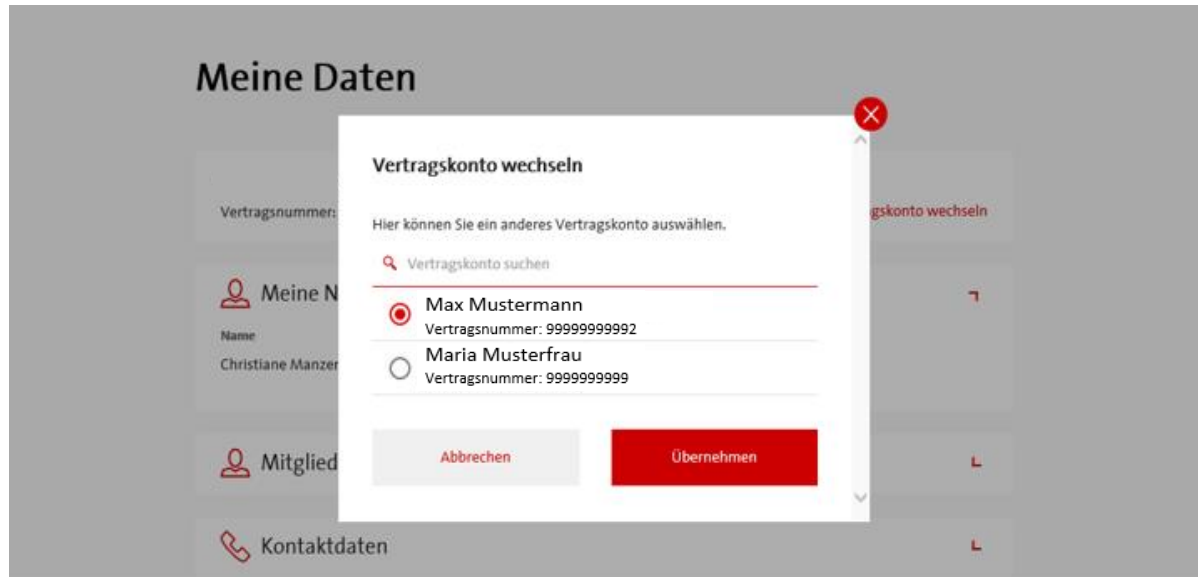 Meine Daten
Vertragskonto wechseln
Vertragsnummer:
Hier können Sie ein anderes Vertragskonto auswählen.
gskonto wechseln
Vertragskonto suchen
Meine N
Max Mustermann
Vertragsnummer: 99999999992
Name
Maria Musterfrau
Christiane Manzer
Vertragsnummer: 9999999999
Mitglied
Abbrechen
Übernehmen
Kontaktdaten